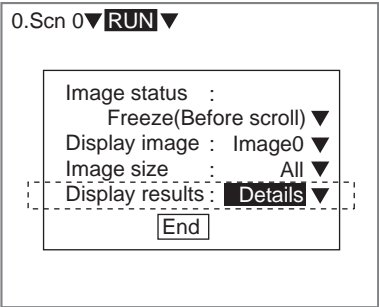 0.Scn 0▼ RUN ▼
Image status :
Freeze(Before scroll) ▼
Display image : Image0 ▼
Image size : All ▼
Display results : Details ▼
End